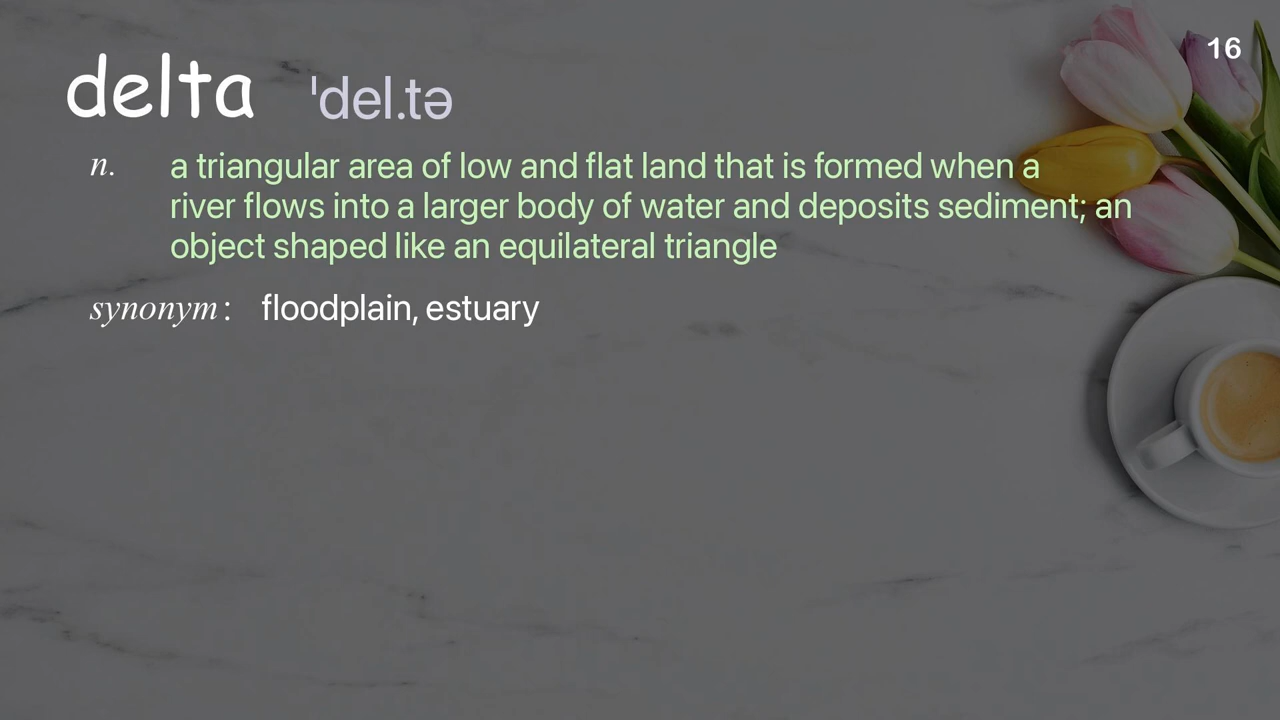 16
delta ˈdel.tə
n. a triangular area of low and flat land that is formed when a
river flows into a larger body of water and deposits sediment; an
object shaped like an equilateral triangle
synonym: floodplain, estuary